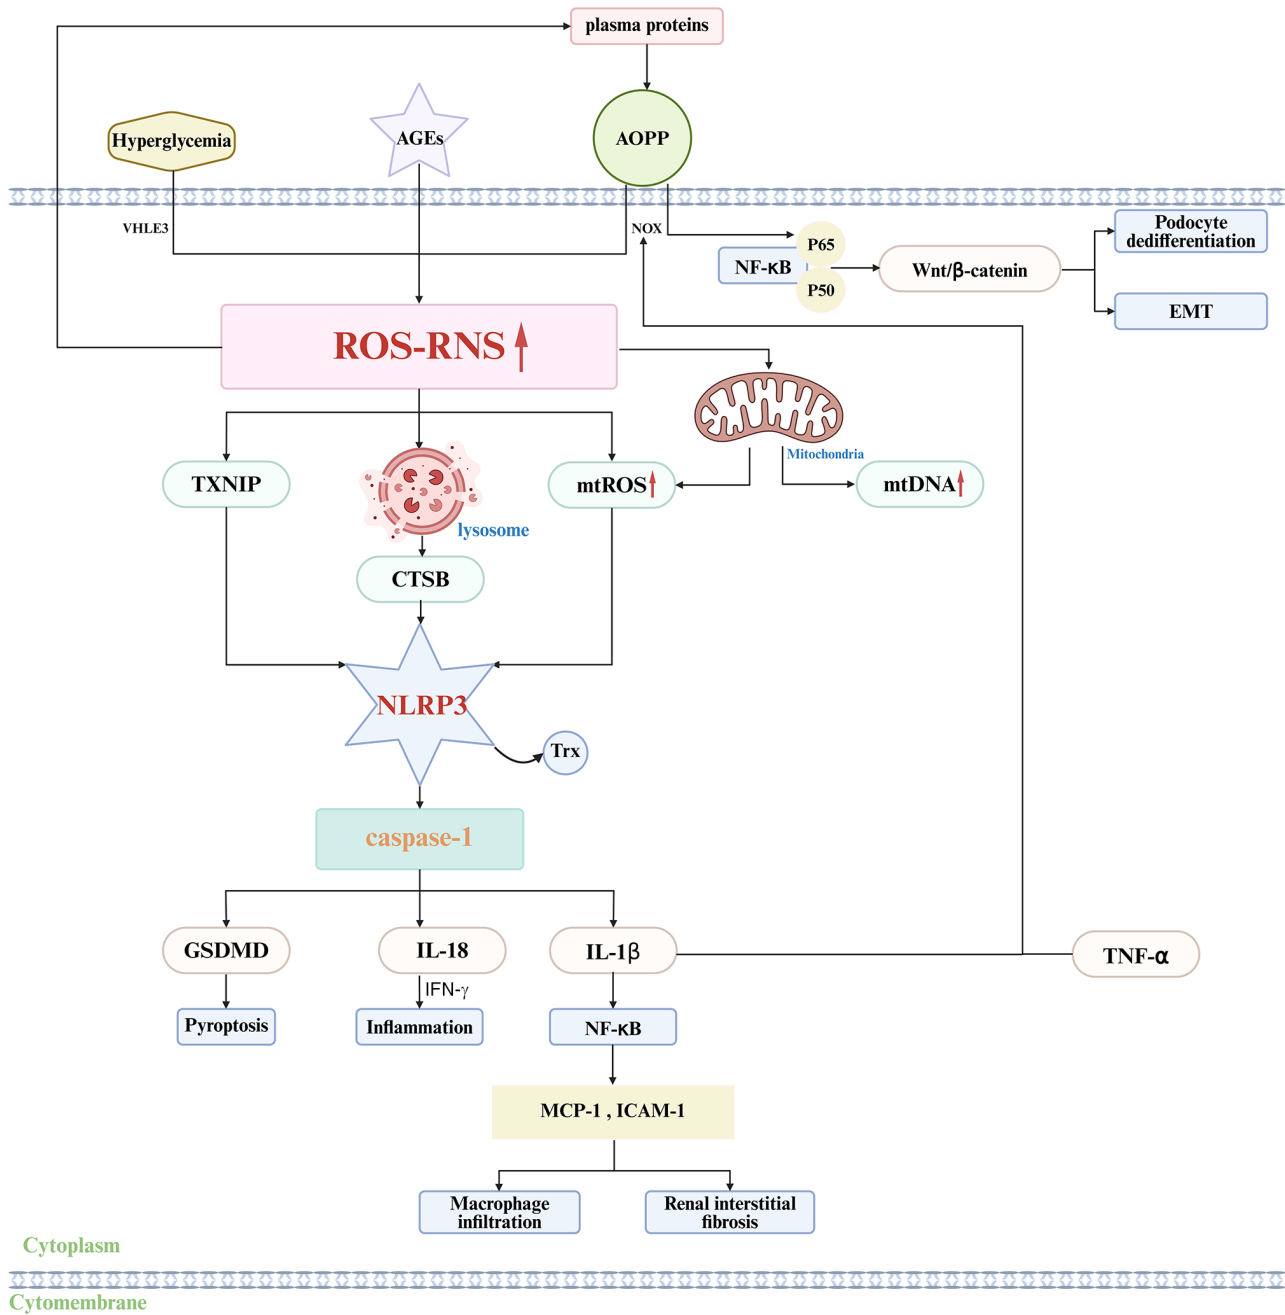 plasma proteins
Hyperglycemia
AGEs
AOPP
VHLE3
NOX
P65
NF-κB
P50
Wnt/β-catenin
Podocyte
dedifferentiation
EMT
ROS-RNS
Mitochondria
TXNIP
mtROS
mtDNA
lysosome
CTSB
NLRP3
Trx
caspase-1
GSDMD
IL-18
IL-1β
TNF-α
IFN-γ
Pyroptosis
Inflammation
NF-κB
MCP-1 , ICAM-1
Macrophage
infiltration
Renal interstitial
fibrosis
Cytoplasm
Cytomembrane